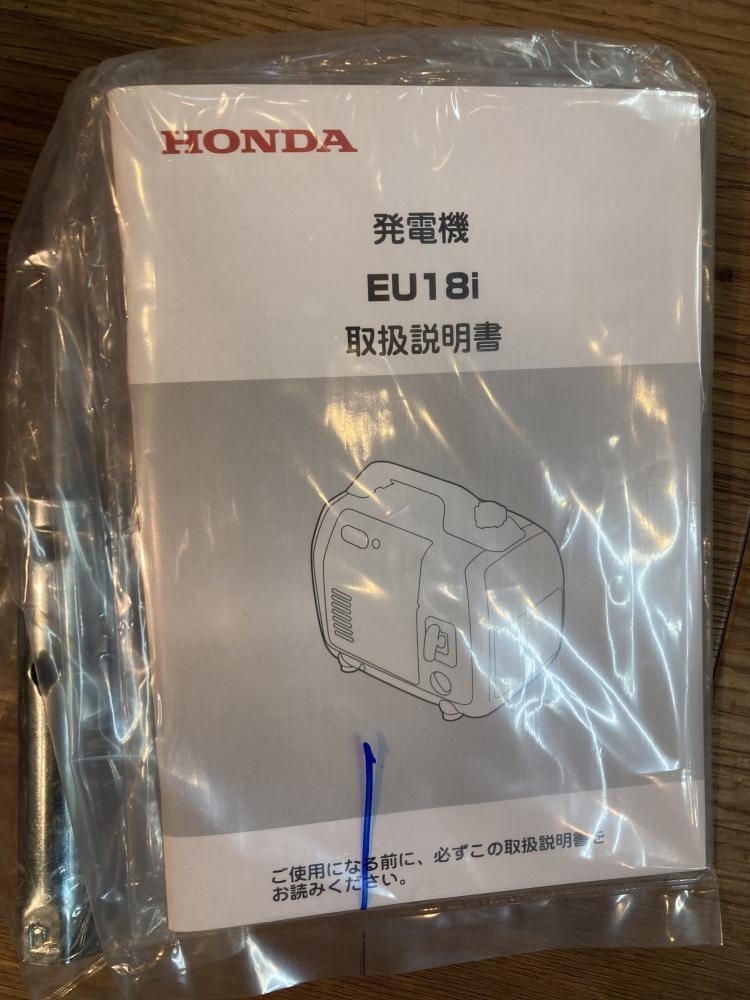 HONDA
発電機
EU18i
取扱説明書
ご使用になる前に、必ずこの取扱説明書を
お読みください。